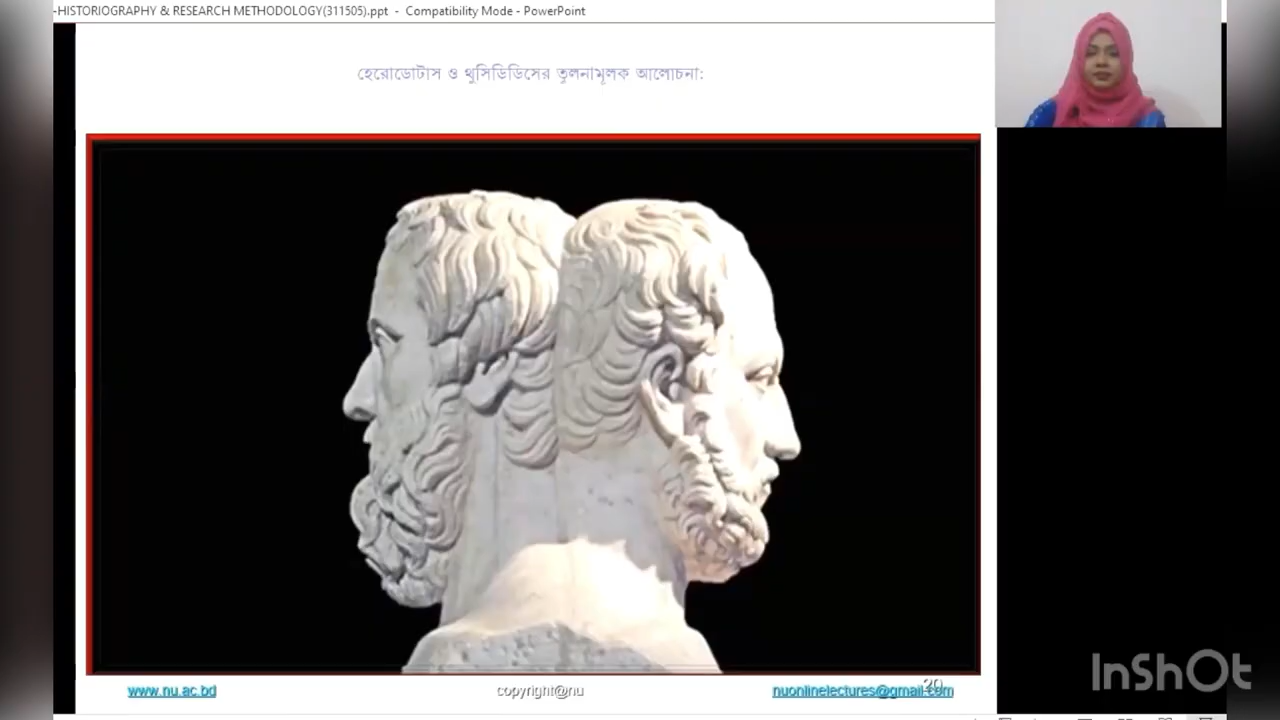 -HISTORIOGRAPHY & RESEARCH METHODOLOGY(311505).ppt - Compatibility Mode - PowerPoint
হেরোডোটাস ও থুসিডিডিসের তুলনামূলক আলোচনা:
www.nu.ac.bd
copyright@nu
nuonlinelectures@gmail.com
20
InShOt